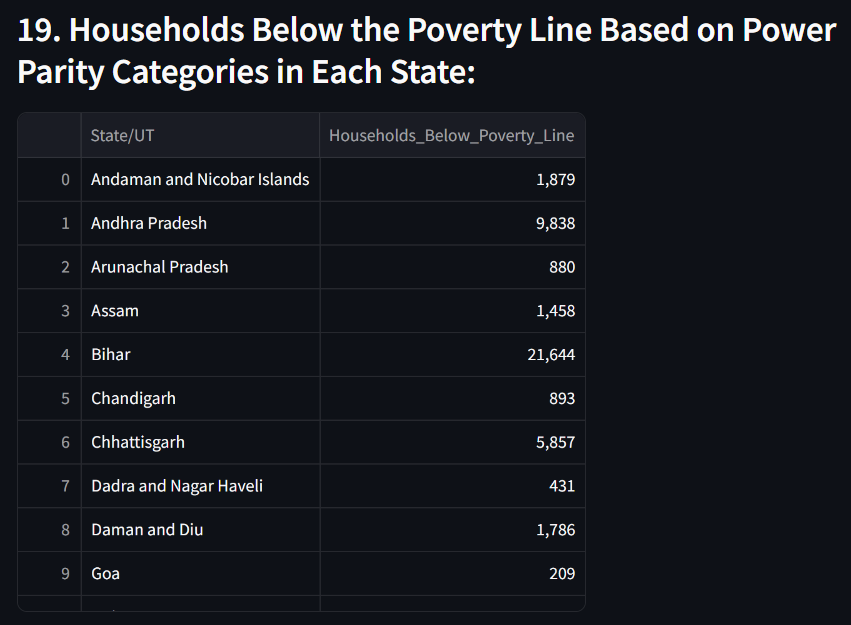 19. Households Below the Poverty Line Based on Power
Parity Categories in Each State:
State/UT Households_Below_Poverty_Line
0 Andaman and Nicobar Islands 1,879
1 Andhra Pradesh 9,838
2 Arunachal Pradesh 880
3 Assam 1,458
4 Bihar 21,644
5 Chandigarh 893
6 Chhattisgarh 5,857
7 Dadra and Nagar Haveli 431
8 Daman and Diu 1,786
9 Goa 209